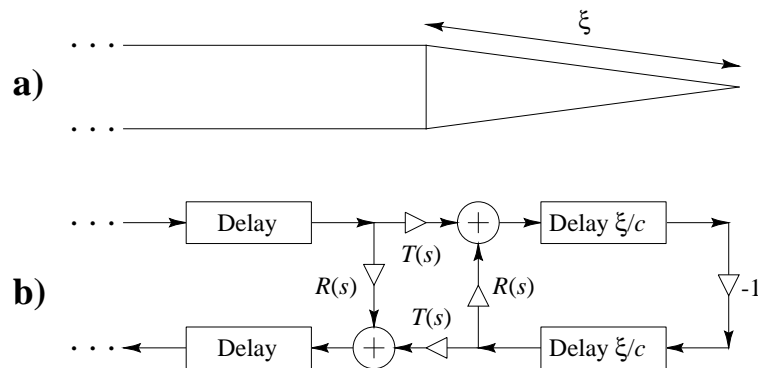 ξ
a)
Delay
Delay ξ/c
T(s)
R(s)
R(s)
-1
b)
T(s)
Delay
Delay ξ/c